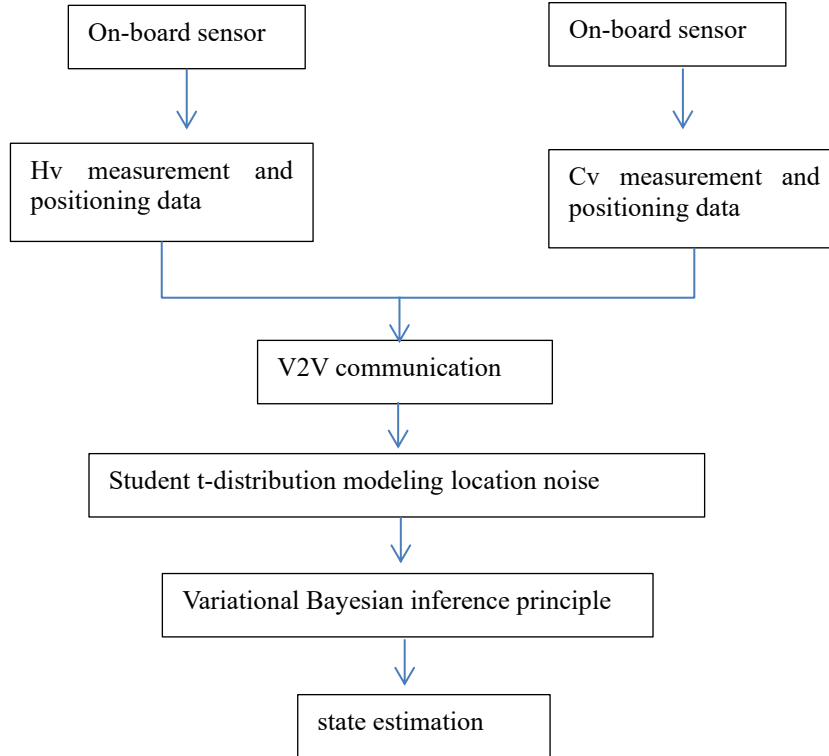 On-board sensor
On-board sensor
Hv measurement and
positioning data
Cv measurement and
positioning data
V2V communication
Student t-distribution modeling location noise
Variational Bayesian inference principle
state estimation